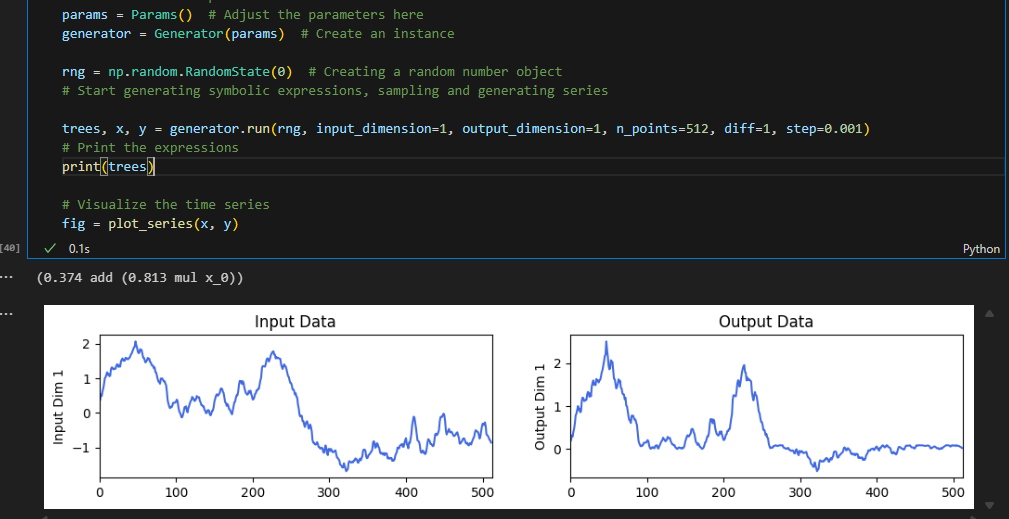 params = Params()  # Adjust the parameters here
generator = Generator(params)  # Create an instance
rng = np.random.RandomState(0)  # Creating a random number object
# Start generating symbolic expressions, sampling and generating series
trees, x, y = generator.run(rng, input_dimension=1, output_dimension=1, n_points=512, diff=1, step=0.001)
# Print the expressions
print(trees)
# Visualize the time series
fig = plot_series(x, y)
[40] ✓ 0.1s Python
... (0.374 add (0.813 mul x_0))
...
Input Data
Input Dim 1
2
1
0
−1
0 100 200 300 400 500
Output Data
Output Dim 1
2
1
0
0 100 200 300 400 500